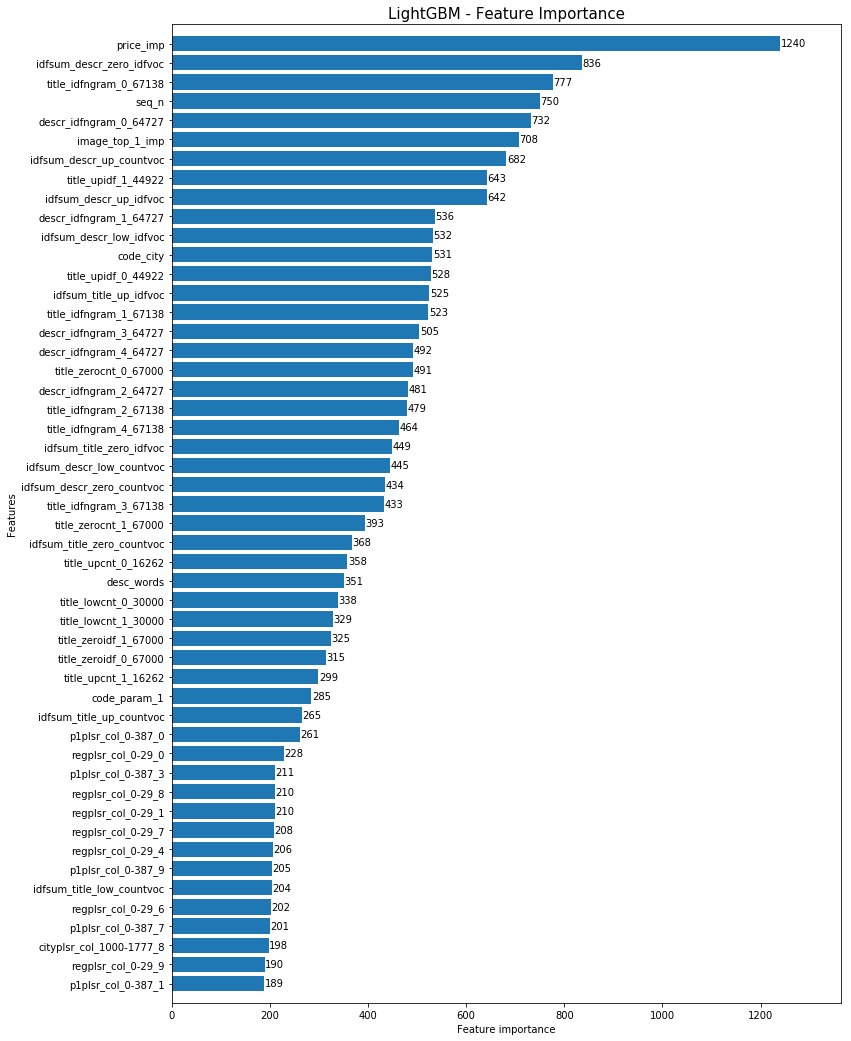 LightGBM - Feature Importance
price_imp 1240
idfsum_descr_zero_idfvoc 836
title_idfngram_0_67138 777
seq_n 750
descr_idfngram_0_64727 732
image_top_1_imp 708
idfsum_descr_up_countvoc 682
title_upidf_1_44922 643
idfsum_descr_up_idfvoc 642
descr_idfngram_1_64727 536
idfsum_descr_low_idfvoc 532
code_city 531
title_upidf_0_44922 528
idfsum_title_up_idfvoc 525
title_idfngram_1_67138 523
descr_idfngram_3_64727 505
descr_idfngram_4_64727 492
title_zerocnt_0_67000 491
descr_idfngram_2_64727 481
title_idfngram_2_67138 479
title_idfngram_4_67138 464
idfsum_title_zero_idfvoc 449
idfsum_descr_low_countvoc 445
idfsum_descr_zero_countvoc 434
title_idfngram_3_67138 433
title_zerocnt_1_67000 393
idfsum_title_zero_countvoc 368
title_upcnt_0_16262 358
desc_words 351
title_lowcnt_0_30000 338
title_lowcnt_1_30000 329
title_zeroidf_1_67000 325
title_zeroidf_0_67000 315
title_upcnt_1_16262 299
code_param_1 285
idfsum_title_up_countvoc 265
p1plsr_col_0-387_0 261
regplsr_col_0-29_0 228
p1plsr_col_0-387_3 211
regplsr_col_0-29_8 210
regplsr_col_0-29_1 210
regplsr_col_0-29_7 208
regplsr_col_0-29_4 206
p1plsr_col_0-387_9 205
idfsum_title_low_countvoc 204
regplsr_col_0-29_6 202
p1plsr_col_0-387_7 201
cityplsr_col_1000-1777_8 198
regplsr_col_0-29_9 190
p1plsr_col_0-387_1 189
Features
0 200 400 600 800 1000 1200
Feature importance